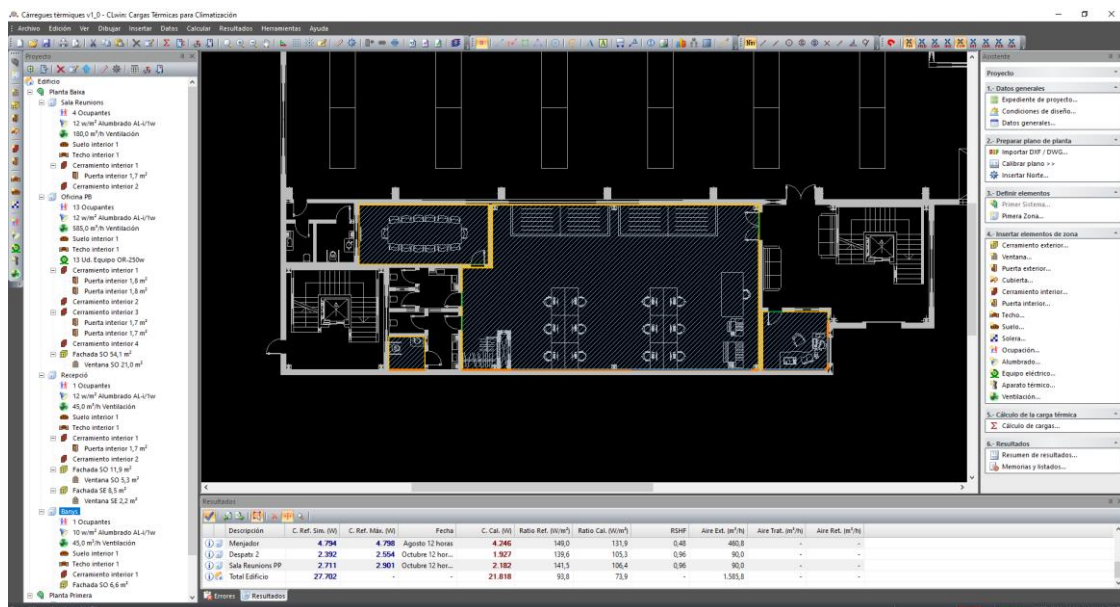 Càrregues tèrmiques v1_0 - CLwin: Cargas Térmicas para Climatización
Archivo Edición Ver Dibujar Insertar Datos Calcular Resultados Herramientas Ayuda
Proyecto
Edificio
Planta Baixa
Sala Reunions
4 Ocupantes
12 w/m² Alumbrado AL-i/1w
180,0 m³/h Ventilación
Suelo interior 1
Techo interior 1
Cerramiento interior 1
Puerta interior 1,7 m²
Oficina PB
13 Ocupantes
12 w/m² Alumbrado AL-i/1w
585,0 m³/h Ventilación
Suelo interior 1
Techo interior 1
13 Ud. Equipo OR-250w
Cerramiento interior 1
Puerta interior 1,8 m²
Puerta interior 1,8 m²
Cerramiento interior 2
Cerramiento interior 3
Puerta interior 1,7 m²
Puerta interior 1,7 m²
Cerramiento interior 4
Fachada SO 54,1 m²
Ventana SO 21,0 m²
Recepció
1 Ocupantes
12 w/m² Alumbrado AL-i/1w
45,0 m³/h Ventilación
Suelo interior 1
Techo interior 1
Cerramiento interior 1
Puerta interior 1,7 m²
Cerramiento interior 2
Fachada SO 11,9 m²
Ventana SO 5,3 m²
Fachada SE 8,5 m²
Ventana SE 2,2 m²
Banys
1 Ocupantes
10 w/m² Alumbrado AL-i/1w
45,0 m³/h Ventilación
Suelo interior 1
Techo interior 1
Cerramiento interior 1
Fachada SO 6,6 m²
Planta Primera
Asistente
Proyecto
1.- Datos generales
Expediente de proyecto...
Condiciones de diseño...
Datos generales...
2.- Preparar plano de planta
Importar DXF / DWG...
Calibrar plano >>
Insertar Norte...
3.- Definir elementos
Primer Sistema...
Pimera Zona...
4.- Insertar elementos de zona
Cerramiento exterior...
Ventana...
Puerta exterior...
Cubierta...
Cerramiento interior...
Puerta interior...
Techo...
Suelo...
Solera...
Ocupación...
Alumbrado...
Equipo eléctrico...
Aparato térmico...
Ventilación...
5.- Cálculo de la carga térmica
Cálculo de cargas...
6.- Resultados
Resumen de resultados...
Memorias y listados...
Resultados
Descripción C. Ref. Sim. (W) C. Ref. Máx. (W) Fecha C. Cal. (W) Ratio Ref. (W/m²) Ratio Cal. (W/m²) RSHF Aire Ext. (m³/h) Aire Trat. (m³/h) Aire Ret. (m³/h)
Menjador 4.794 4.798 Agosto 12 horas 4.246 149,0 131,9 0,48 460,8 - -
Despatx 2 2.392 2.554 Octubre 12 hor... 1.927 139,6 105,3 0,96 90,0 - -
Sala Reunions PP 2.711 2.901 Octubre 12 hor... 2.182 141,5 106,4 0,96 90,0 - -
Total Edificio 27.702 - - 21.818 93,8 73,9 - 1.585,8 - -
Errores Resultados